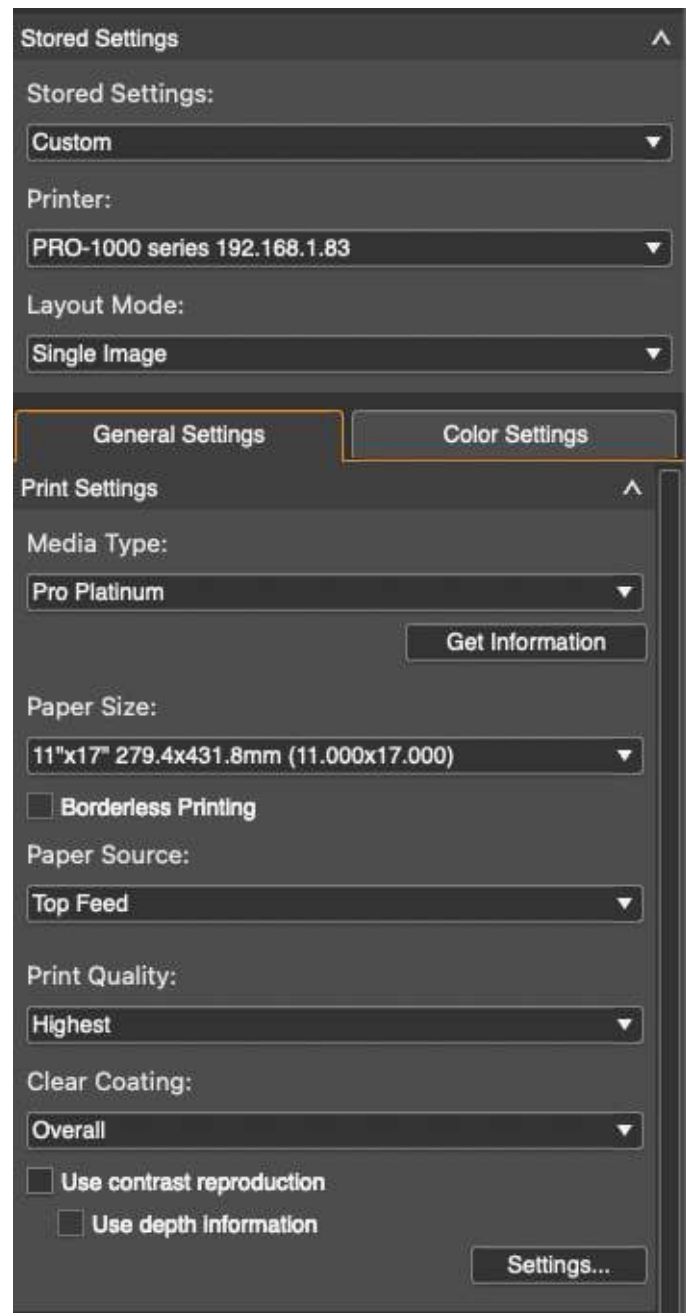 Stored Settings
Stored Settings:
Custom
Printer:
PRO-1000 series 192.168.1.83
Layout Mode:
Single Image
General Settings
Color Settings
Print Settings
Media Type:
Pro Platinum
Get Information
Paper Size:
11"x17" 279.4x431.8mm (11.000x17.000)
Borderless Printing
Paper Source:
Top Feed
Print Quality:
Highest
Clear Coating:
Overall
Use contrast reproduction
Use depth information
Settings...